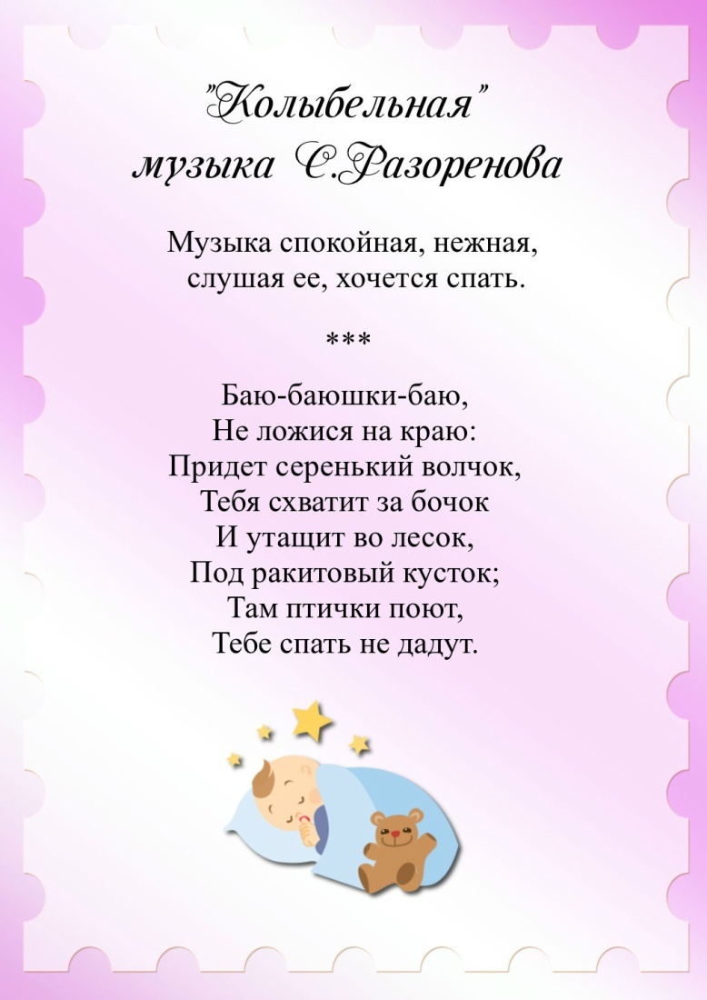 "Колыбельная"
музыка С.Разоренова
Музыка спокойная, нежная,
слушая ее, хочется спать.
***
Баю-баюшки-баю,
Не ложися на краю:
Придет серенький волчок,
Тебя схватит за бочок
И утащит во лесок,
Под ракитовый кусток;
Там птички поют,
Тебе спать не дадут.